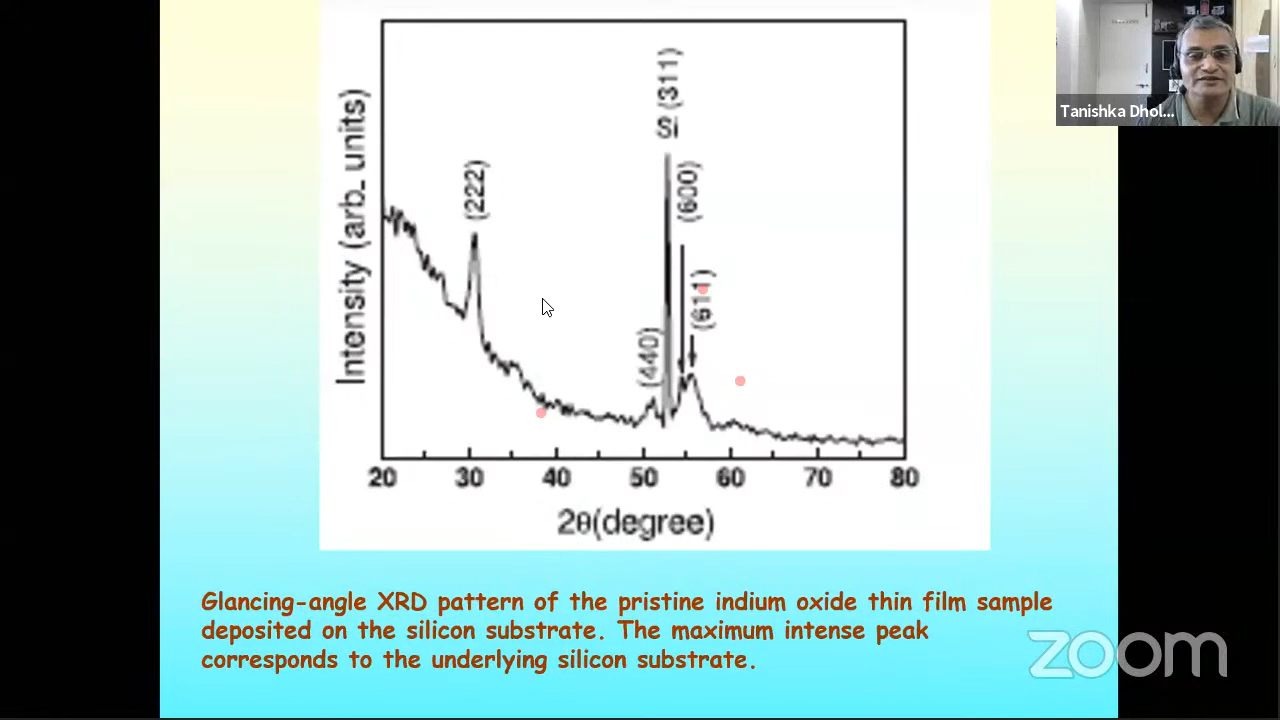 Intensity (arb. units)
(222)
(440)
Si (311)
(600)
(611)
20 30 40 50 60 70 80
2θ(degree)
Tanishka Dhol...
Glancing-angle XRD pattern of the pristine indium oxide thin film sample
deposited on the silicon substrate. The maximum intense peak
corresponds to the underlying silicon substrate.
zoom